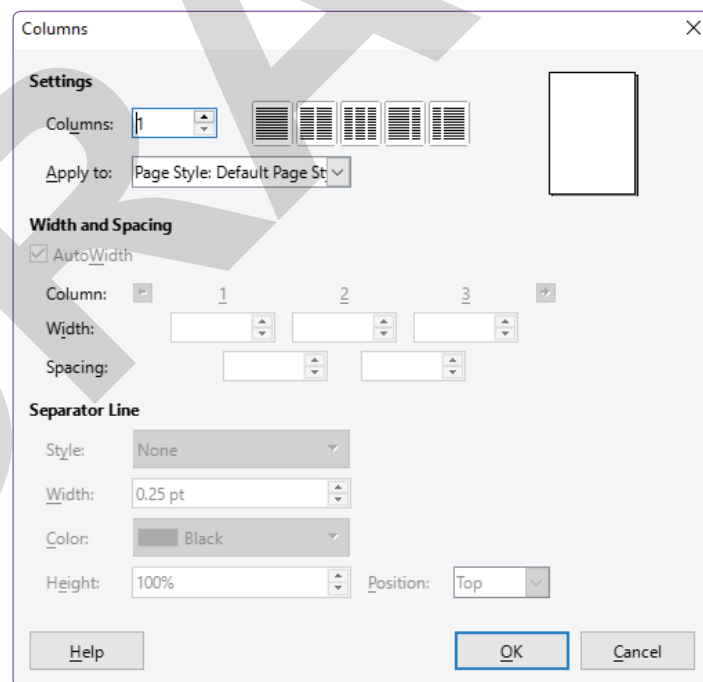 Columns
Settings
Columns: 1
Apply to: Page Style: Default Page St
Width and Spacing
AutoWidth
Column: 1 2 3
Width:
Spacing:
Separator Line
Style: None
Width: 0.25 pt
Color: Black
Height: 100% Position: Top
Help OK Cancel